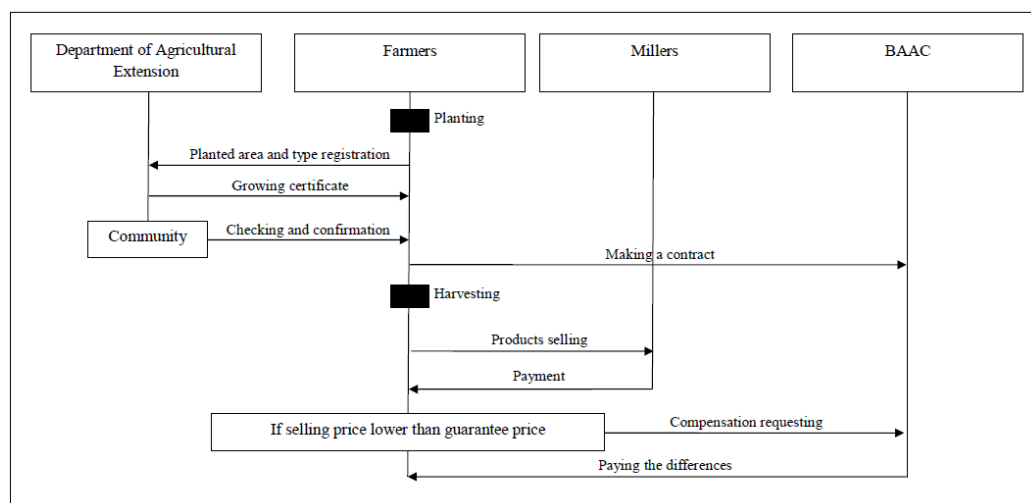 Department of Agricultural
Extension
Farmers
Millers
BAAC
Planting
Planted area and type registration
Growing certificate
Community
Checking and confirmation
Making a contract
Harvesting
Products selling
Payment
If selling price lower than guarantee price
Compensation requesting
Paying the differences